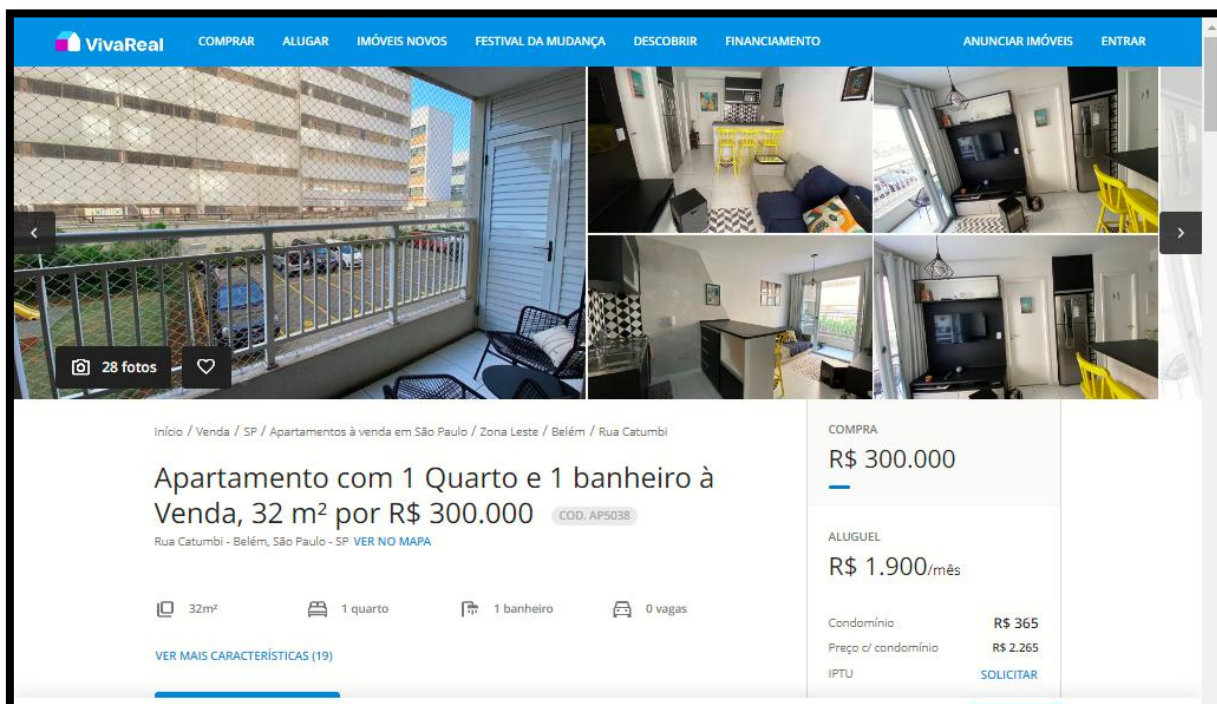 VivaReal COMPRAR ALUGAR IMÓVEIS NOVOS FESTIVAL DA MUDANÇA DESCOBRIR FINANCIAMENTO ANUNCIAR IMÓVEIS ENTRAR
28 fotos
Início / Venda / SP / Apartamentos à venda em São Paulo / Zona Leste / Belém / Rua Catumbi
Apartamento com 1 Quarto e 1 banheiro à
Venda, 32 m² por R$ 300.000 COD. AP5038
Rua Catumbi - Belém, São Paulo - SP VER NO MAPA
32m² 1 quarto 1 banheiro 0 vagas
VER MAIS CARACTERÍSTICAS (19)
COMPRA
R$ 300.000
ALUGUEL
R$ 1.900/mês
Condomínio R$ 365
Preço c/ condomínio R$ 2.265
IPTU SOLICITAR